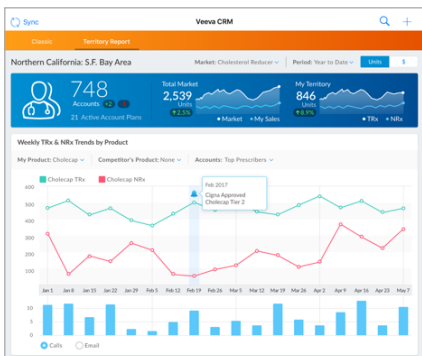 Sync
Veeva CRM
Classic
Territory Report
Northern California: S.F. Bay Area
Market: Cholesterol Reducer
Period: Year to Date
Units
$
748
Accounts +2
21 Active Account Plans
Total Market
2,539
Units
2.5%
Market
My Sales
My Territory
846
Units
8.9%
TRx
NRx
Weekly TRx & NRx Trends by Product
My Product: Cholecap
Competitor's Product: None
Accounts: Top Prescribers
Cholecap TRx
Cholecap NRx
Feb 2017
Cigna Approved
Cholecap Tier 2
600
500
400
300
200
100
Jan 1 Jan 8 Jan 15 Jan 22 Jan 29 Feb 5 Feb 12 Feb 19 Feb 26 Mar 5 Mar 12 Mar 19 Mar 26 Apr 2 Apr 9 Apr 16 Apr 23 May 7
10
5
0
Calls
Email